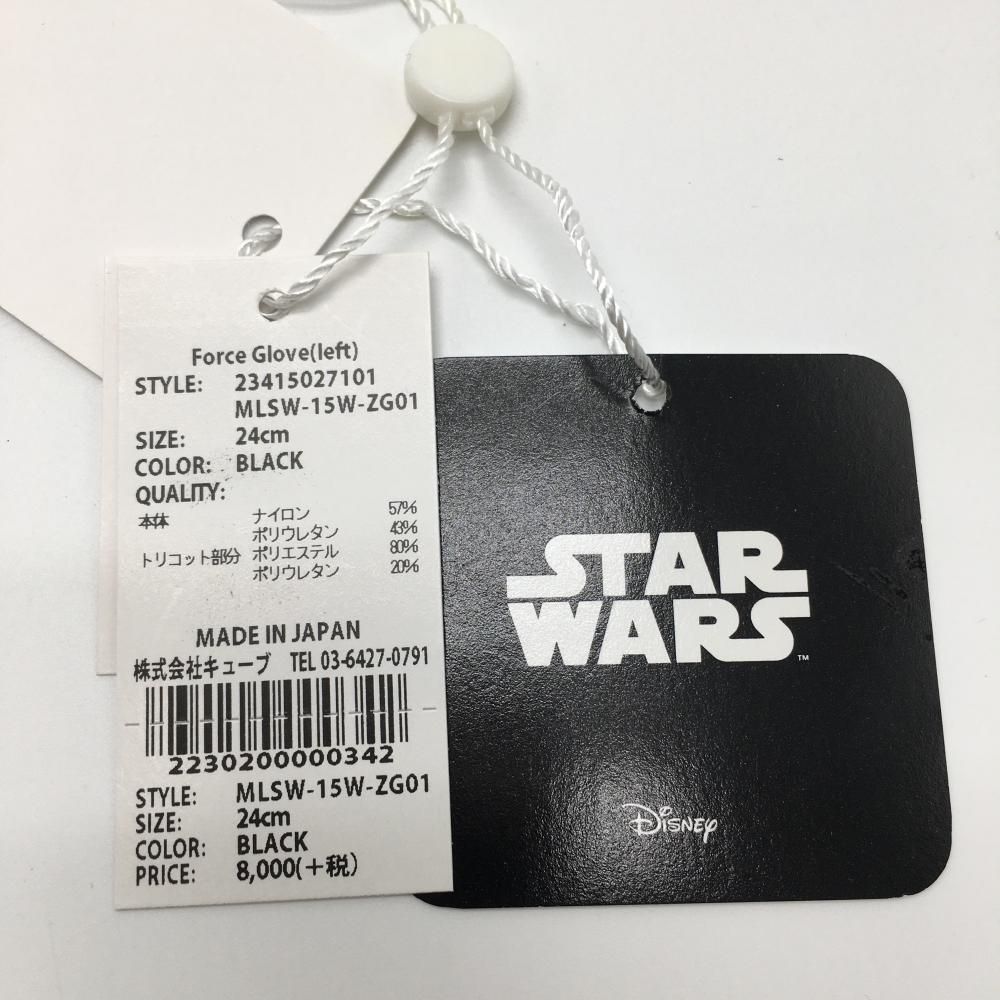 Force Glove(left)
STYLE: 23415027101
MLSW-15W-ZG01
SIZE: 24cm
COLOR: BLACK
QUALITY:
本体 ナイロン 57%
ポリウレタン 43%
トリコット部分 ポリエステル 80%
ポリウレタン 20%
MADE IN JAPAN
株式会社キューブ TEL 03-6427-0791
2230200000342
STYLE: MLSW-15W-ZG01
SIZE: 24cm
COLOR: BLACK
PRICE: 8,000(+税)
STAR
WARS™
Disney